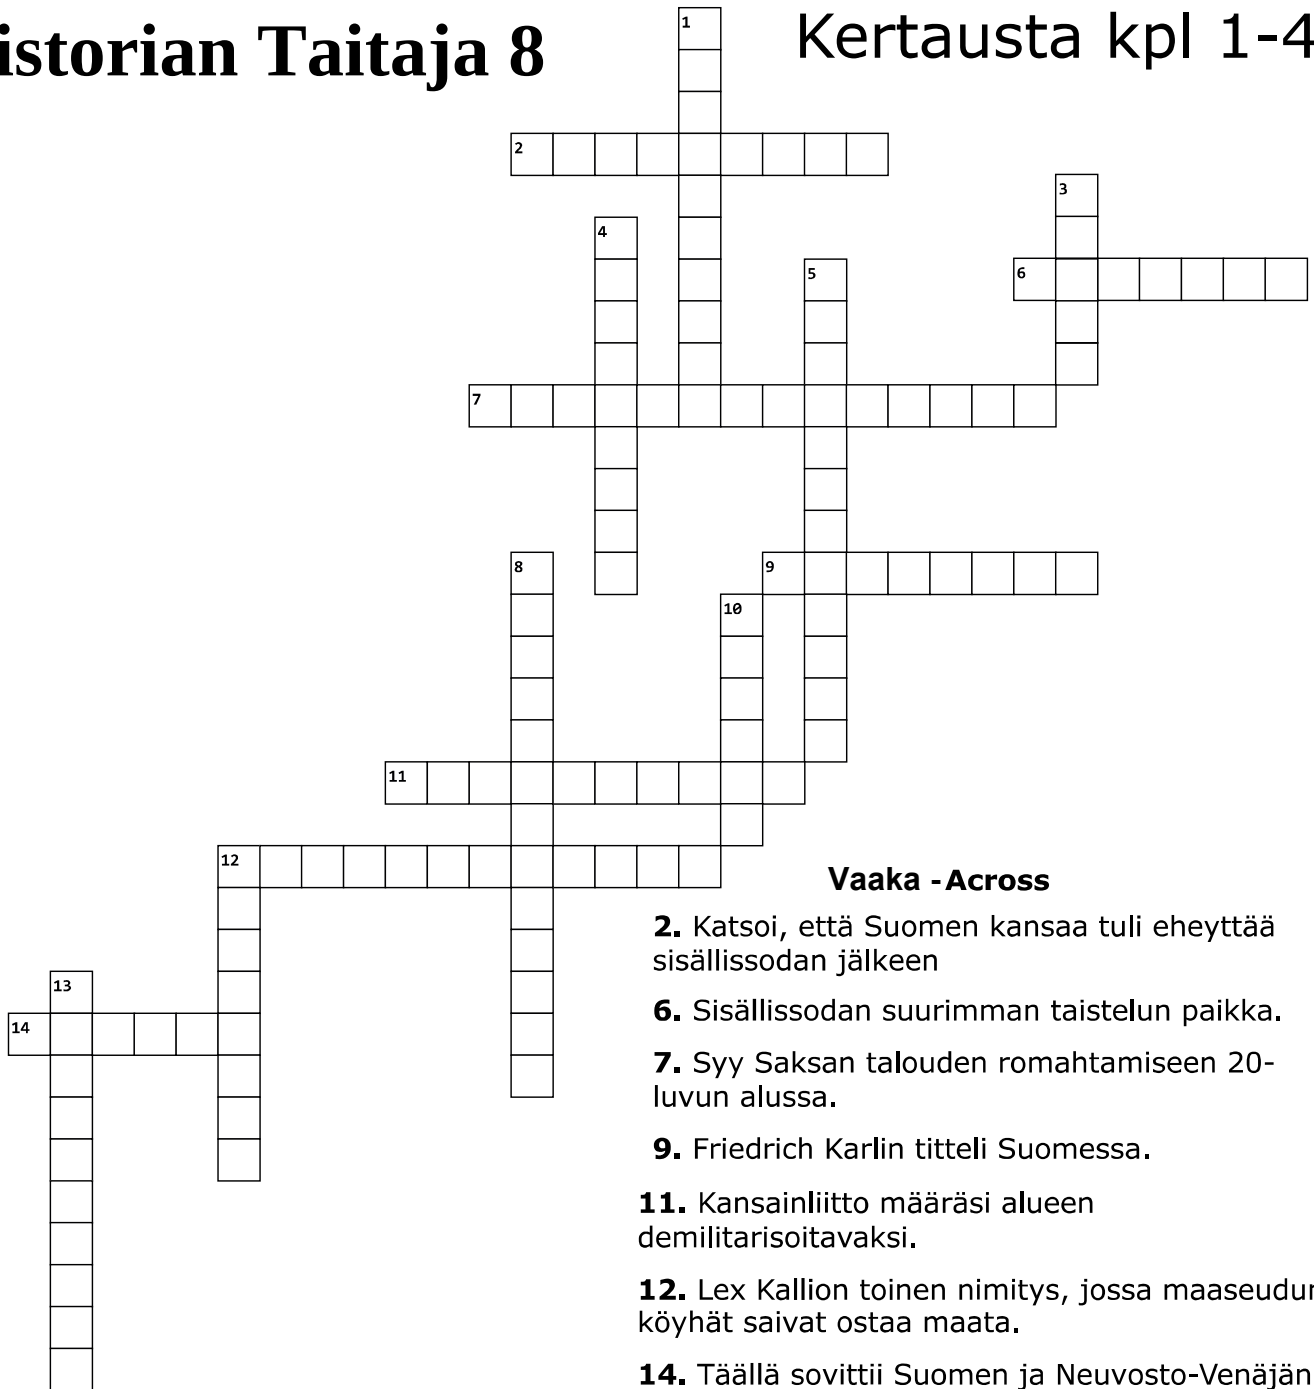 istorian Taitaja 8
Kertausta kpl 1-4
1
2
3
4
5
6
7
8
9
10
11
12
13
14
Vaaka - Across
2. Katsoi, että Suomen kansaa tuli eheyttää
sisällissodan jälkeen
6. Sisällissodan suurimman taistelun paikka.
7. Syy Saksan talouden romahtamiseen 20-
luvun alussa.
9. Friedrich Karlin titteli Suomessa.
11. Kansainliitto määräsi alueen
demilitarisoitavaksi.
12. Lex Kallion toinen nimitys, jossa maaseudun
köyhät saivat ostaa maata.
14. Täällä sovittii Suomen ja Neuvosto-Venäjän